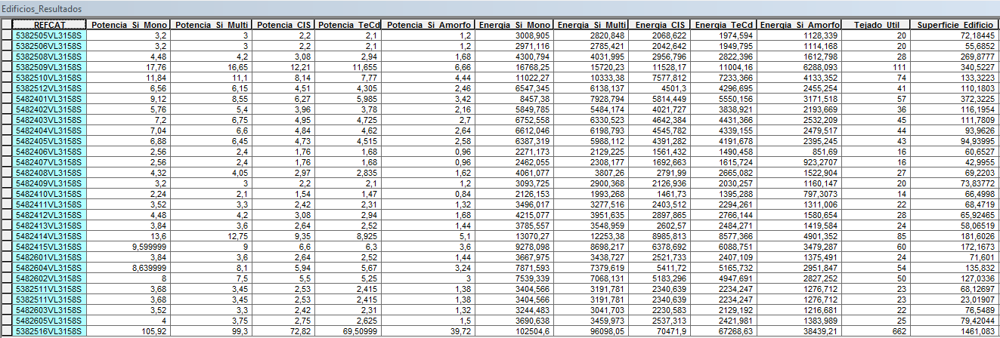 Edificios_Resultados
REFCAT Potencia_Si_Mono Potencia_Si_Multi Potencia_CIS Potencia_TeCd Potencia_Si_Amorfo Energia_Si_Mono Energia_Si_Multi Energia_CIS Energia_TeCd Energia_Si_Amorfo Tejado_Util Superficie_Edificio
5382505VL3158S 3,2 3 2,2 2,1 1,2 3008,905 2820,848 2068,622 1974,594 1128,339 20 72,18445
5382506VL3158S 3,2 3 2,2 2,1 1,2 2971,116 2785,421 2042,642 1949,795 1114,168 20 55,6852
5382508VL3158S 4,48 4,2 3,08 2,94 1,68 4300,794 4031,995 2956,796 2822,396 1612,798 28 269,8777
5382509VL3158S 17,76 16,65 12,21 11,655 6,66 16768,25 15720,23 11528,17 11004,16 6288,093 111 340,5227
5382510VL3158S 11,84 11,1 8,14 7,77 4,44 11022,27 10333,38 7577,812 7233,366 4133,352 74 133,3223
5382512VL3158S 6,56 6,15 4,51 4,305 2,46 6547,345 6138,137 4501,3 4296,695 2455,254 41 110,1803
5482401VL3158S 9,12 8,55 6,27 5,985 3,42 8457,38 7928,794 5814,449 5550,156 3171,518 57 372,3225
5482402VL3158S 5,76 5,4 3,96 3,78 2,16 5849,785 5484,174 4021,727 3838,921 2193,669 36 116,1954
5482403VL3158S 7,2 6,75 4,95 4,725 2,7 6752,558 6330,523 4642,384 4431,366 2532,209 45 111,7809
5482404VL3158S 7,04 6,6 4,84 4,62 2,64 6612,046 6198,793 4545,782 4339,155 2479,517 44 93,9626
5482405VL3158S 6,88 6,45 4,73 4,515 2,58 6387,319 5988,112 4391,282 4191,678 2395,245 43 94,93995
5482406VL3158S 2,56 2,4 1,76 1,68 0,96 2271,173 2129,225 1561,432 1490,458 851,69 16 60,6527
5482407VL3158S 2,56 2,4 1,76 1,68 0,96 2462,055 2308,177 1692,663 1615,724 923,2707 16 42,9955
5482408VL3158S 4,32 4,05 2,97 2,835 1,62 4061,077 3807,26 2791,99 2665,082 1522,904 27 69,2203
5482409VL3158S 3,2 3 2,2 2,1 1,2 3093,725 2900,368 2126,936 2030,257 1160,147 20 73,83772
5482410VL3158S 2,24 2,1 1,54 1,47 0,84 2126,153 1993,268 1461,73 1395,288 797,3073 14 66,4998
5482411VL3158S 3,52 3,3 2,42 2,31 1,32 3496,017 3277,516 2403,512 2294,261 1311,006 22 68,4719
5482412VL3158S 4,48 4,2 3,08 2,94 1,68 4215,077 3951,635 2897,865 2766,144 1580,654 28 65,92465
5482413VL3158S 3,84 3,6 2,64 2,52 1,44 3785,557 3548,959 2602,57 2484,271 1419,584 24 58,06519
5482414VL3158S 13,6 12,75 9,35 8,925 5,1 13070,27 12253,38 8985,813 8577,366 4901,352 85 181,6026
5482415VL3158S 9,599999 9 6,6 6,3 3,6 9278,098 8698,217 6378,692 6088,751 3479,287 60 172,1673
5482601VL3158S 3,84 3,6 2,64 2,52 1,44 3667,975 3438,727 2521,733 2407,109 1375,491 24 71,601
5482604VL3158S 8,639999 8,1 5,94 5,67 3,24 7871,593 7379,619 5411,72 5165,732 2951,847 54 135,832
5482602VL3158S 8 7,5 5,5 5,25 3 7539,339 7068,131 5183,296 4947,691 2827,252 50 127,0336
5382511VL3158S 3,68 3,45 2,53 2,415 1,38 3404,566 3191,781 2340,639 2234,247 1276,712 23 68,12697
5382511VL3158S 3,68 3,45 2,53 2,415 1,38 3404,566 3191,781 2340,639 2234,247 1276,712 23 23,01907
5482603VL3158S 3,52 3,3 2,42 2,31 1,32 3244,483 3041,703 2230,583 2129,192 1216,681 22 76,5489
5482605VL3158S 4 3,75 2,75 2,625 1,5 3690,638 3459,973 2537,313 2421,981 1383,989 25 79,42044
5382516VL3158S 105,92 99,3 72,82 69,50999 39,72 102504,6 96098,05 70471,9 67268,63 38439,21 662 1461,083